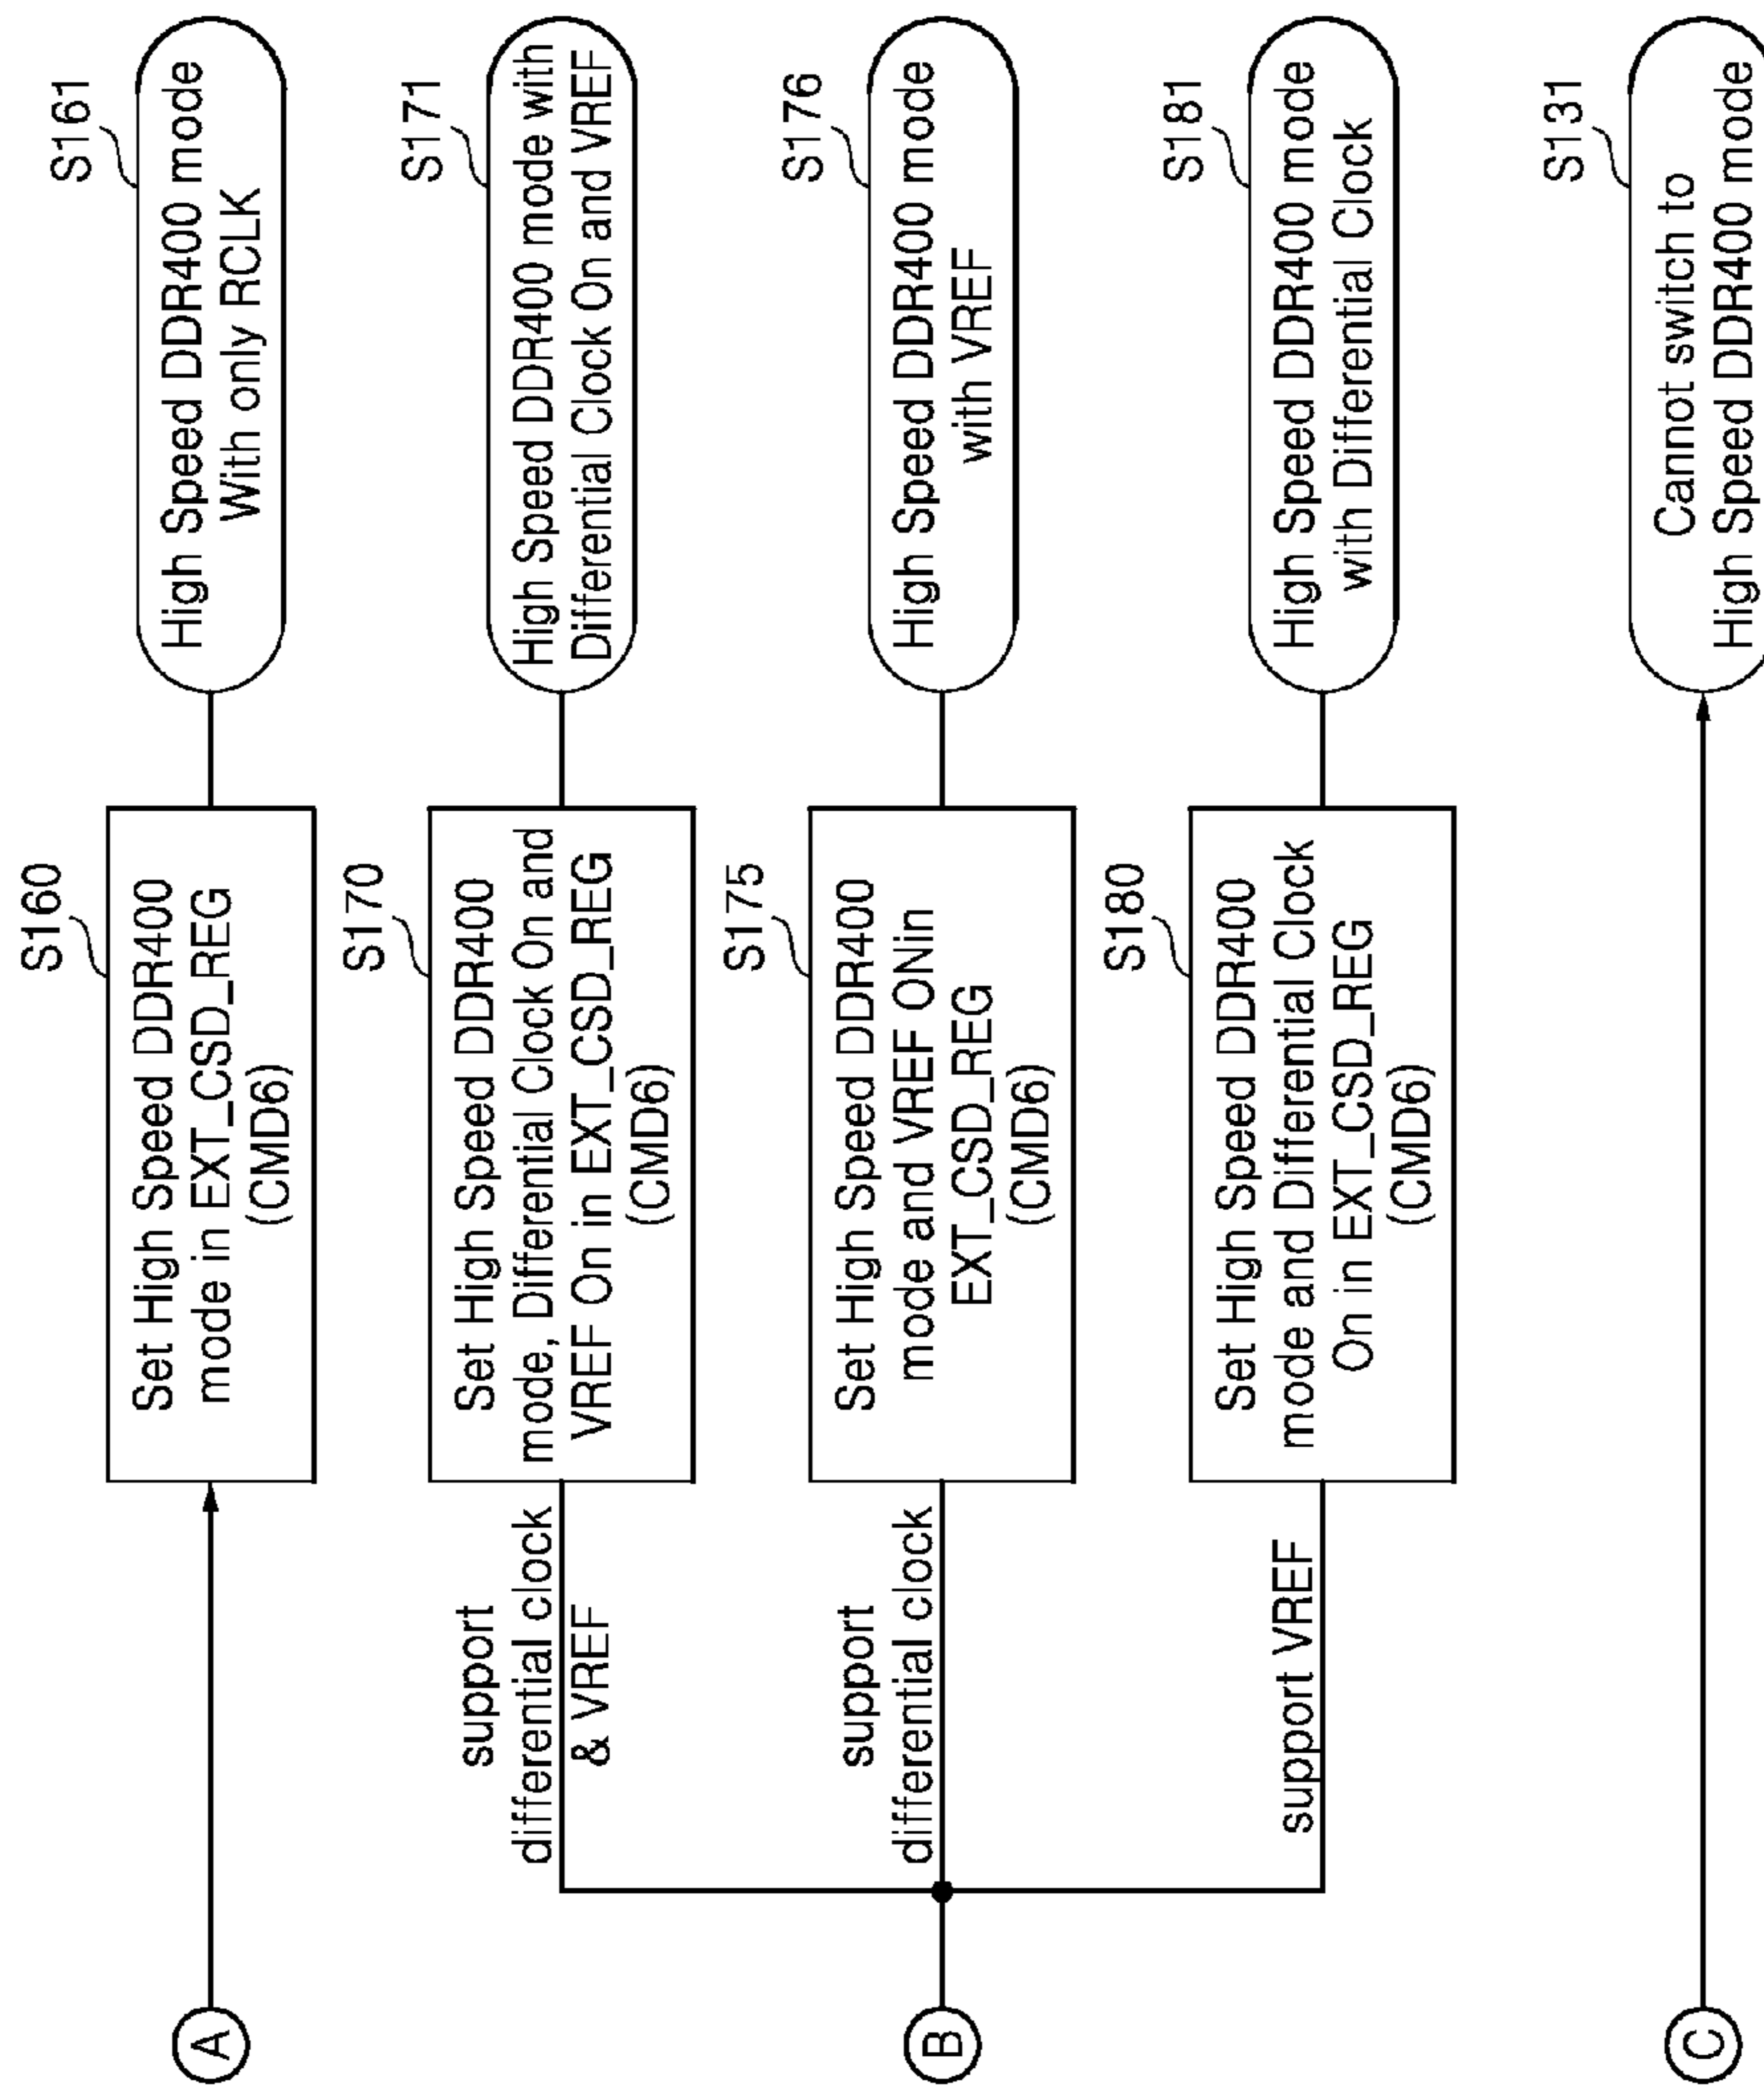 A
S160
Set High Speed DDR400
mode in EXT_CSD_REG
(CMD6)
S161
High Speed DDR400 mode
With only RCLK
B
support
differential clock
& VREF
S170
Set High Speed DDR400
mode, Differential Clock On and
VREF On in EXT_CSD_REG
(CMD6)
S171
High Speed DDR400 mode with
Differential Clock On and VREF
support
differential clock
S175
Set High Speed DDR400
mode and VREF ONin
EXT_CSD_REG
(CMD6)
S176
High Speed DDR400 mode
with VREF
support VREF
S180
Set High Speed DDR400
mode and Differential Clock
On in EXT_CSD_REG
(CMD6)
S181
High Speed DDR400 mode
with Differential Clock
C
S131
Cannot switch to
High Speed DDR400 mode